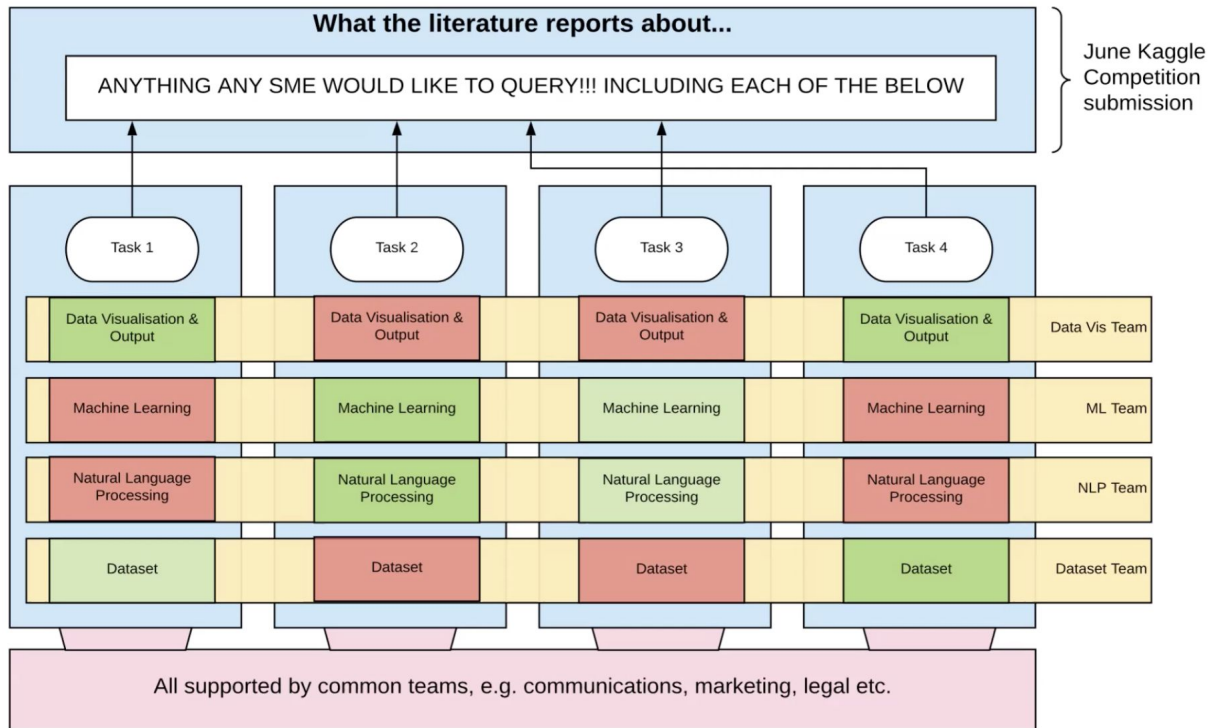 What the literature reports about...
ANYTHING ANY SME WOULD LIKE TO QUERY!!! INCLUDING EACH OF THE BELOW
June Kaggle
Competition
submission
Task 1
Task 2
Task 3
Task 4
Data Visualisation &
Output
Data Visualisation &
Output
Data Visualisation &
Output
Data Visualisation &
Output
Data Vis Team
Machine Learning
Machine Learning
Machine Learning
Machine Learning
ML Team
Natural Language
Processing
Natural Language
Processing
Natural Language
Processing
Natural Language
Processing
NLP Team
Dataset
Dataset
Dataset
Dataset
Dataset Team
All supported by common teams, e.g. communications, marketing, legal etc.